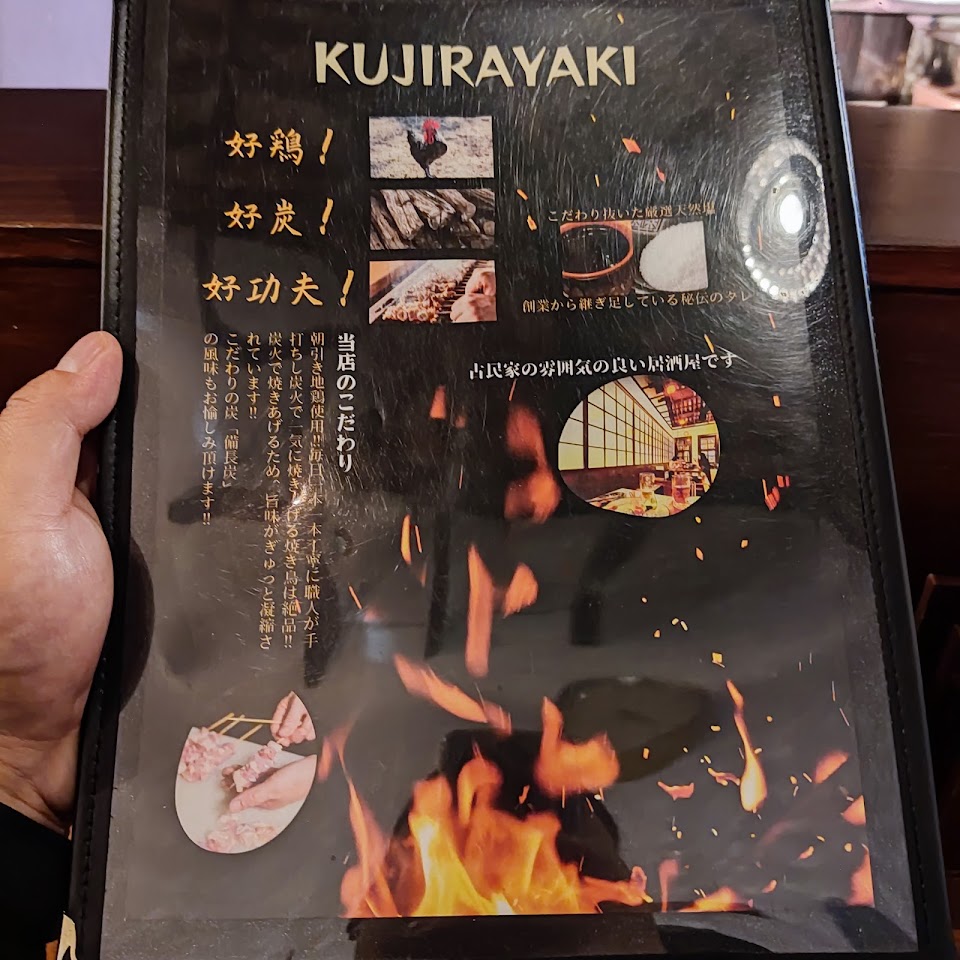 KUJIRAYAKI
好鶏!
好炭!
好功夫!
こだわり抜いた厳選天然塩
創業から継ぎ足している秘伝のタレ
古民家の雰囲気の良い居酒屋です
当店のこだわり
朝引き地鶏使用!!毎日一本一本丁寧に職人が手
打ちし炭火で一気に焼き上げる焼き鳥は絶品!!
炭火で焼きあげるため、旨味がぎゅっと凝縮さ
れています!!
こだわりの炭「備長炭」
の風味もお愉しみ頂けます!!